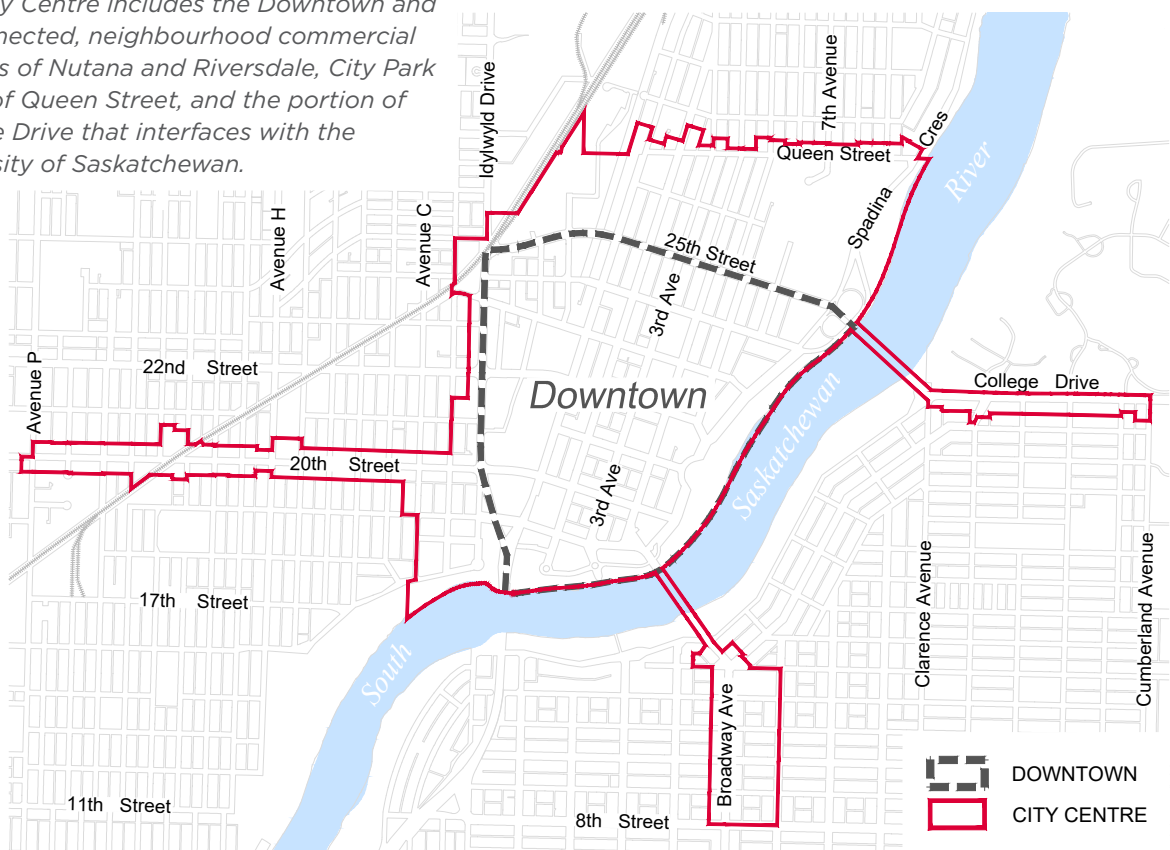 y Centre includes the Downtown and
nected, neighbourhood commercial
s of Nutana and Riversdale, City Park
of Queen Street, and the portion of
e Drive that interfaces with the
sity of Saskatchewan.
Idylwyld Drive
7th Avenue
Cres
Queen Street
River
Spadina
Avenue H
Avenue C
25th Street
3rd Ave
Avenue P
22nd Street
Downtown
College Drive
Saskatchewan
20th Street
3rd Ave
17th Street
Clarence Avenue
Cumberland Avenue
South
Broadway Ave
11th Street
8th Street
DOWNTOWN
CITY CENTRE